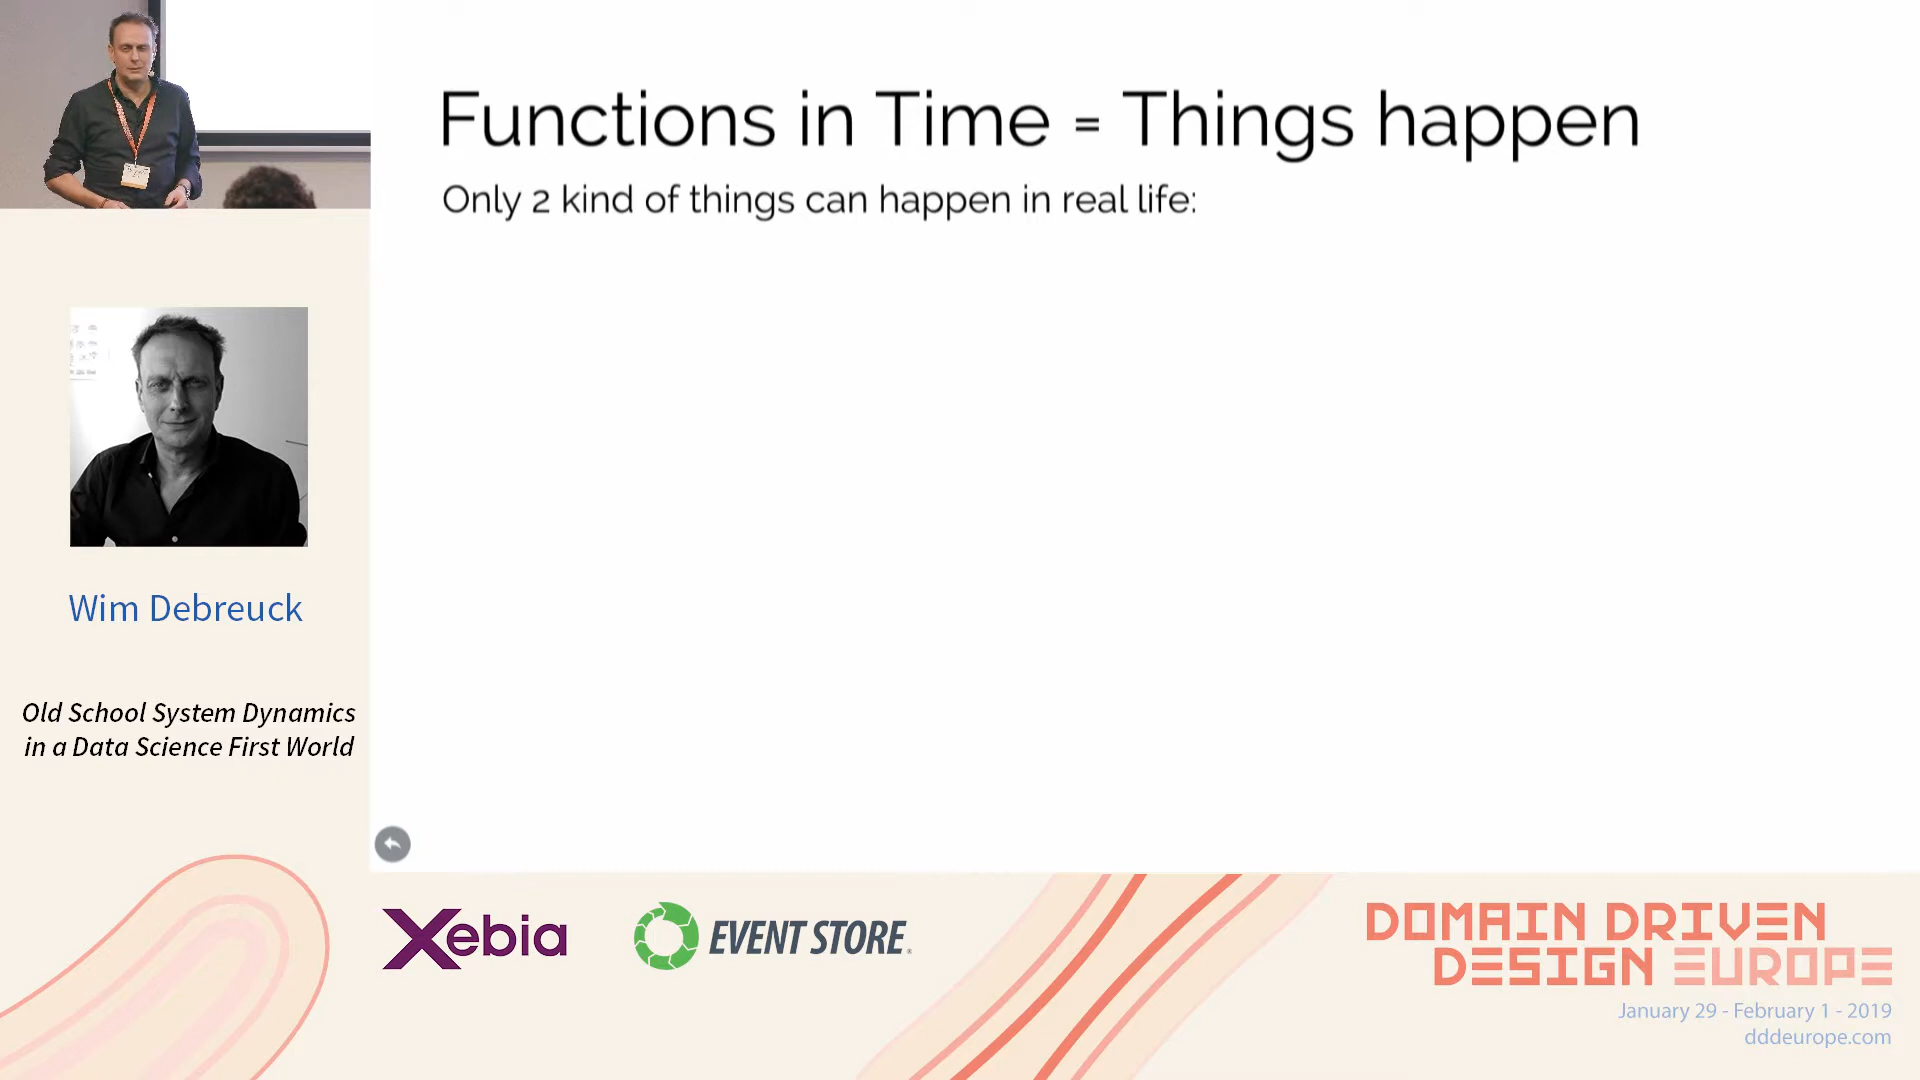 Functions in Time = Things happen
Only 2 kind of things can happen in real life:
Wim Debreuck
Old School System Dynamics
in a Data Science First World
Xebia
EVENT STORE
DOMAIN DRIVEN
DESIGN EUROPE
January 29 - February 1 - 2019
dddeurope.com